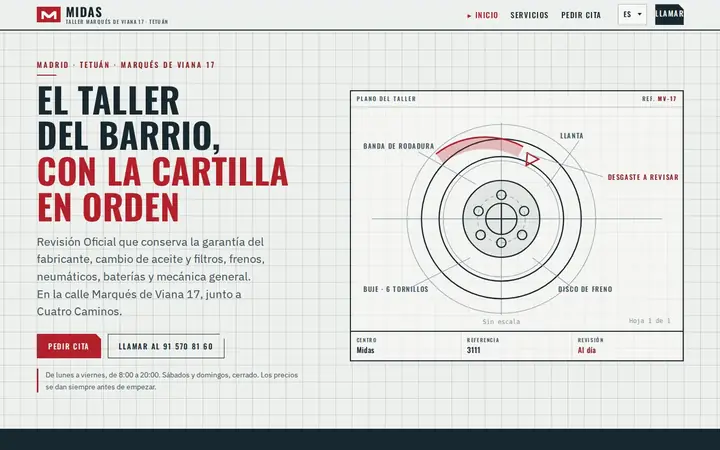 MIDAS
TALLER MARQUÉS DE VIANA 17 · TETUÁN
▸ INICIO SERVICIOS PEDIR CITA ES LLAMAR
MADRID · TETUÁN · MARQUÉS DE VIANA 17
EL TALLER
DEL BARRIO,
CON LA CARTILLA
EN ORDEN
Revisión Oficial que conserva la garantía del
fabricante, cambio de aceite y filtros, frenos,
neumáticos, baterías y mecánica general.
En la calle Marqués de Viana 17, junto a
Cuatro Caminos.
PEDIR CITA LLAMAR AL 91 570 81 60
De lunes a viernes, de 8:00 a 20:00. Sábados y domingos, cerrado. Los precios
se dan siempre antes de empezar.
PLANO DEL TALLER REF. MV-17
LLANTA
BANDA DE RODADURA
DESGASTE A REVISAR
BUJE · 6 TORNILLOS DISCO DE FRENO
Sin escala Hoja 1 de 1
CENTRO REFERENCIA REVISIÓN
Midas 3111 Al día